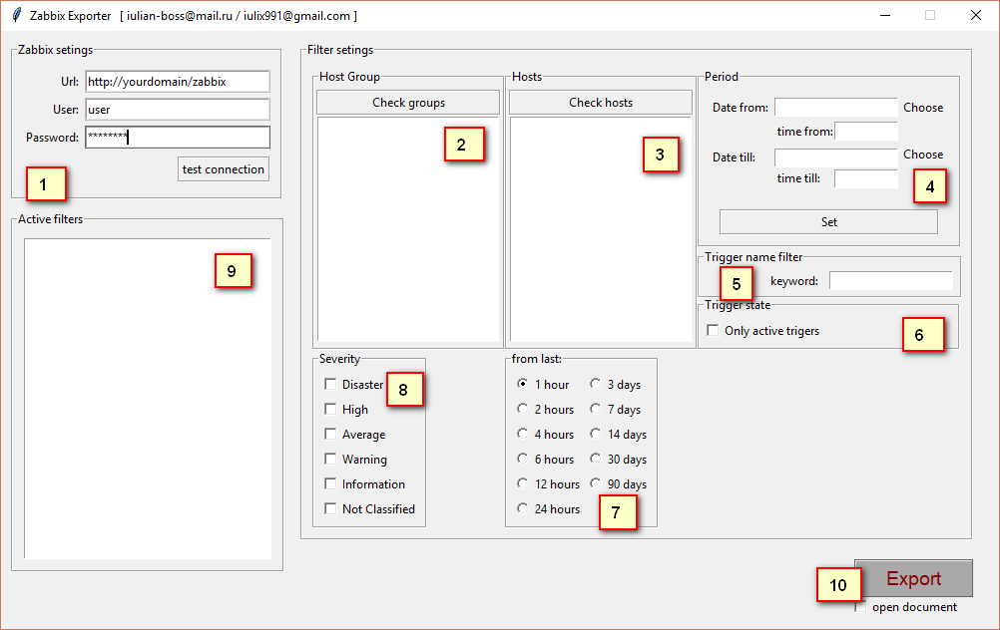 Zabbix Exporter [ iulian-boss@mail.ru / iulix991@gmail.com ]
Zabbix setings
Url: http://yourdomain/zabbix
User: user
Password: ********
test connection
1
Active filters
9
Filter setings
Host Group
Check groups
2
Hosts
Check hosts
3
Period
Date from: Choose
time from:
Date till: Choose
time till:
4
Set
Trigger name filter
5 keyword:
Trigger state
Only active trigers
6
Severity
Disaster
8
High
Average
Warning
Information
Not Classified
from last:
1 hour 3 days
2 hours 7 days
4 hours 14 days
6 hours 30 days
12 hours 90 days
24 hours
7
10
Export
open document